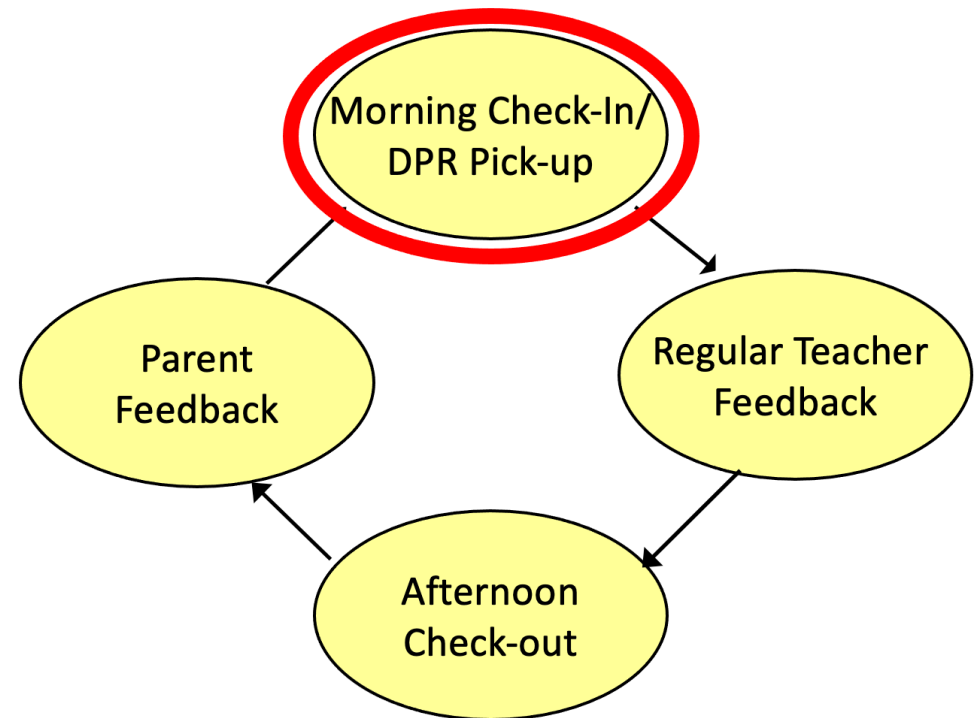 Morning Check-In/
DPR Pick-up
Regular Teacher
Feedback
Afternoon
Check-out
Parent
Feedback